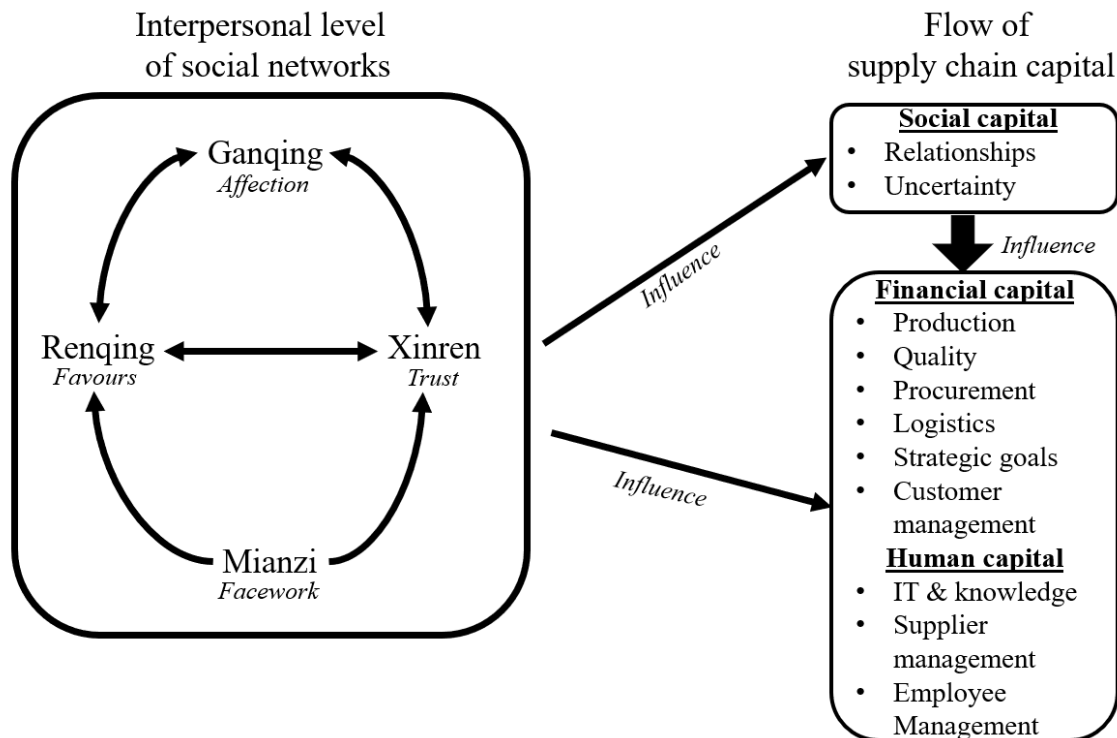 Interpersonal level
of social networks
Ganqing
Affection
Renqing
Favours
Xinren
Trust
Mianzi
Facework
Influence
Influence
Flow of
supply chain capital
Social capital
• Relationships
• Uncertainty
Influence
Financial capital
• Production
• Quality
• Procurement
• Logistics
• Strategic goals
• Customer
management
Human capital
• IT & knowledge
• Supplier
management
• Employee
Management